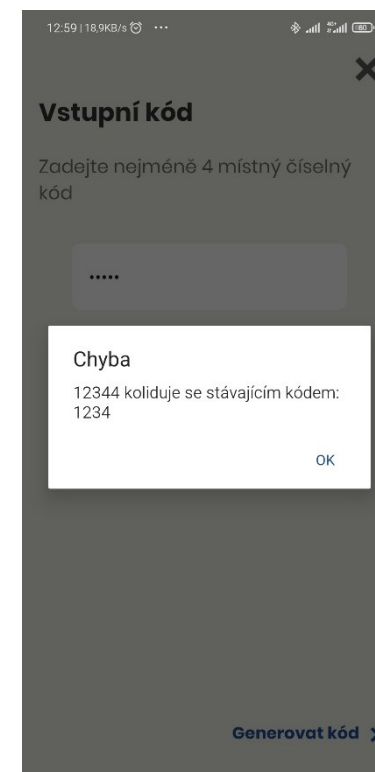 12:59 | 18,9KB/s
Vstupní kód
Zadejte nejméně 4 místný číselný
kód
•••••
Chyba
12344 koliduje se stávajícím kódem:
1234
OK
Generovat kód